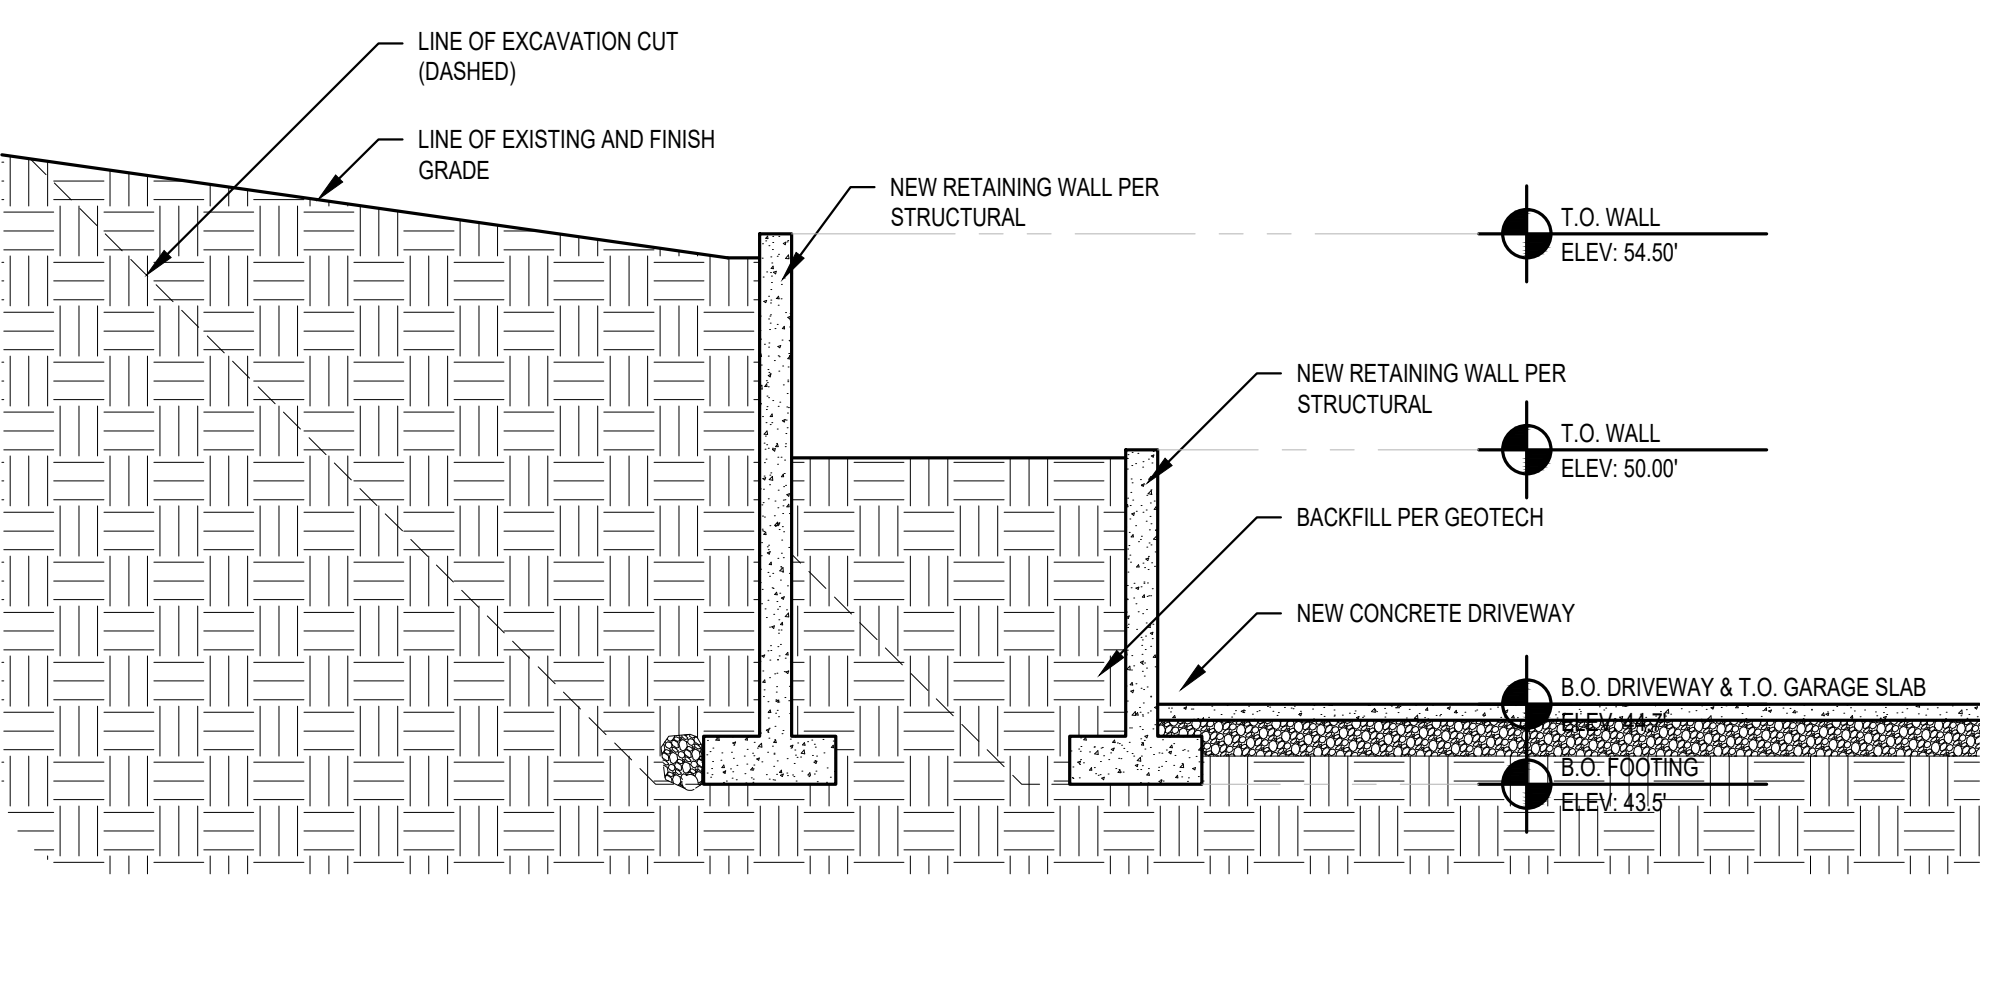 LINE OF EXCAVATION CUT
(DASHED)
LINE OF EXISTING AND FINISH
GRADE
NEW RETAINING WALL PER
STRUCTURAL
T.O. WALL
ELEV: 54.50'
NEW RETAINING WALL PER
STRUCTURAL
T.O. WALL
ELEV: 50.00'
BACKFILL PER GEOTECH
NEW CONCRETE DRIVEWAY
B.O. DRIVEWAY & T.O. GARAGE SLAB
ELEV: 44.7'
B.O. FOOTING
ELEV: 43.5'